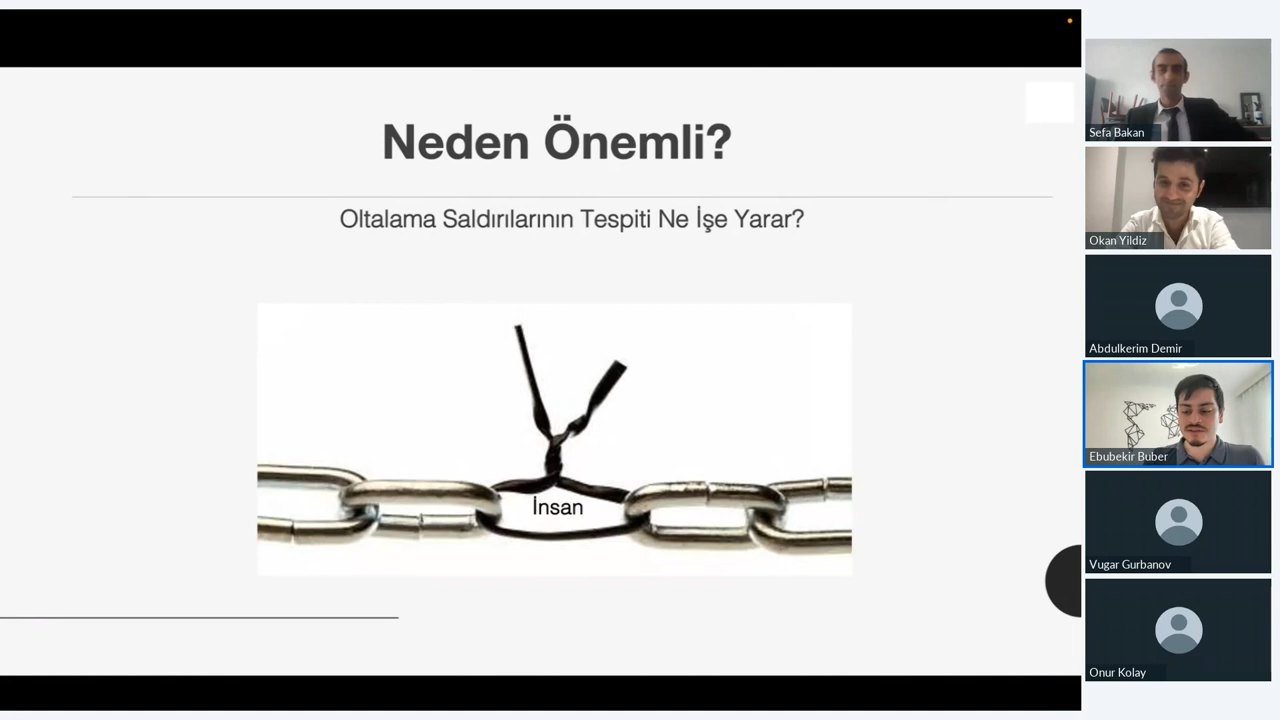 Neden Önemli?
Oltalama Saldırılarının Tespiti Ne İşe Yarar?
İnsan
Sefa Bakan
Okan Yildiz
Abdulkerim Demir
Ebubekir Buber
Vugar Gurbanov
Onur Kolay